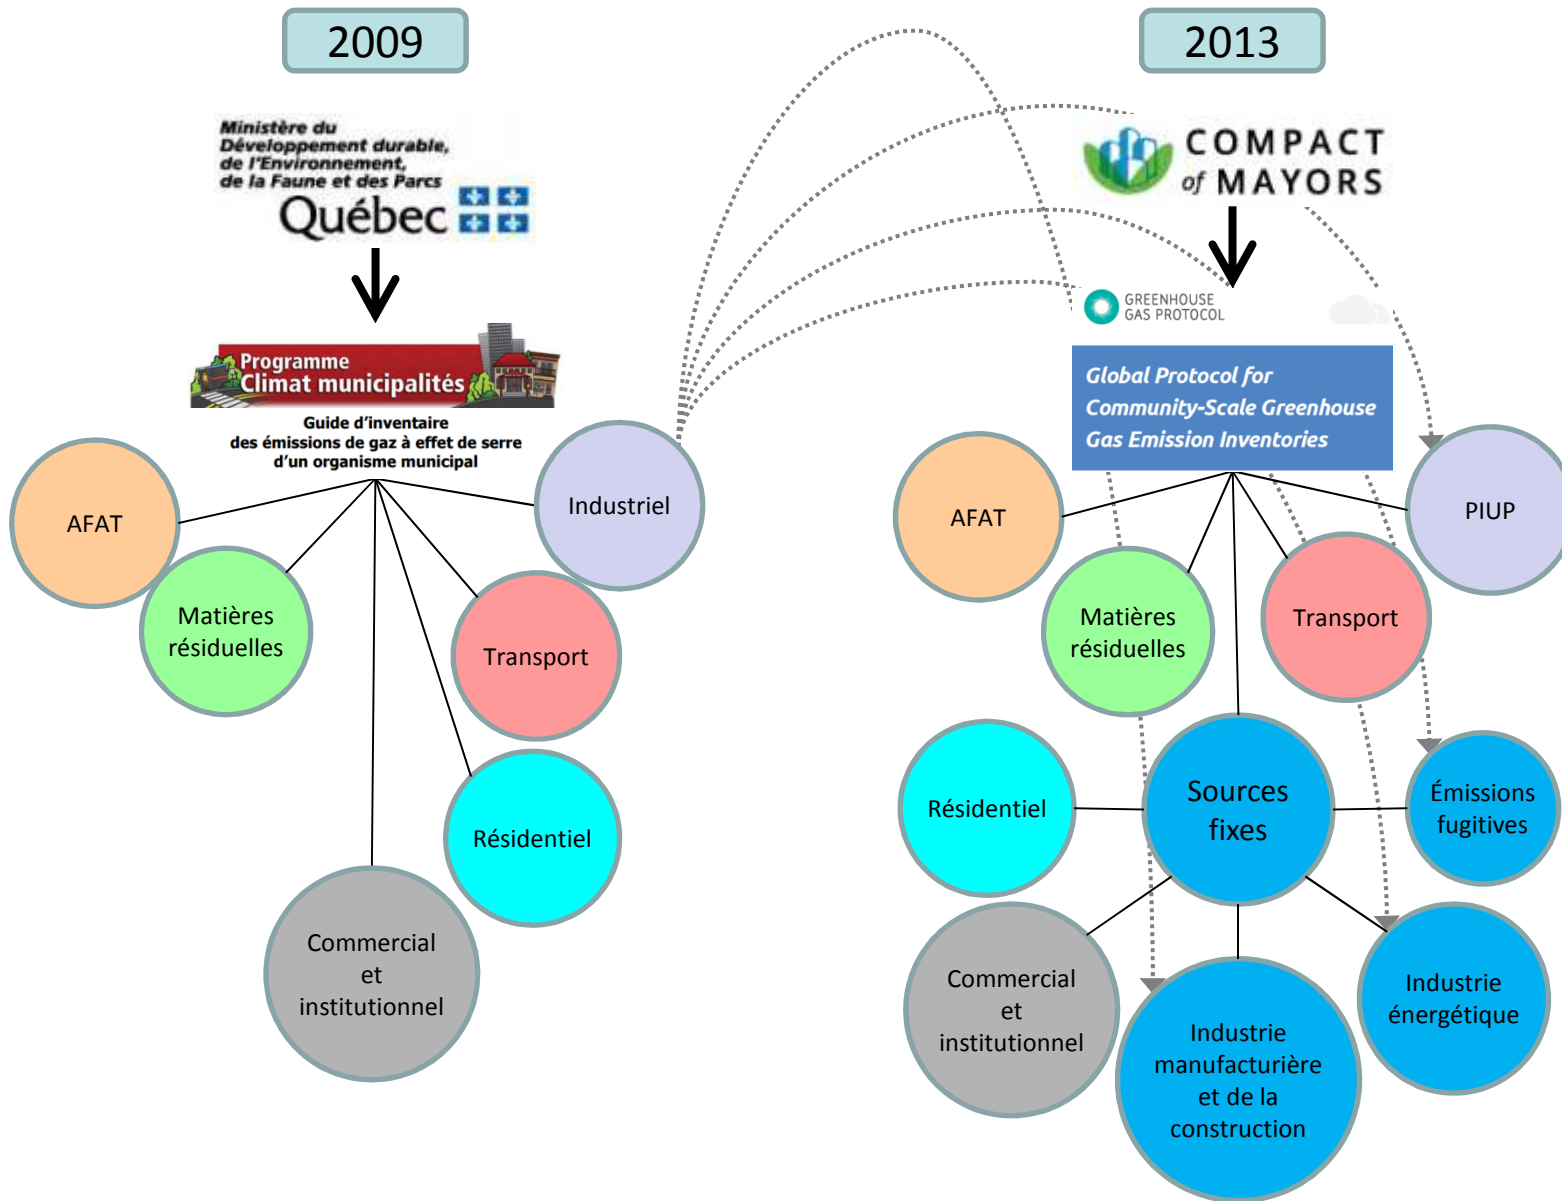 2009
Ministère du
Développement durable,
de l'Environnement,
de la Faune et des Parcs
Québec
Programme
Climat municipalités
Guide d'inventaire
des émissions de gaz à effet de serre
d'un organisme municipal
AFAT
Matières
résiduelles
Industriel
Transport
Résidentiel
Commercial
et
institutionnel
2013
COMPACT
of MAYORS
GREENHOUSE
GAS PROTOCOL
Global Protocol for
Community-Scale Greenhouse
Gas Emission Inventories
AFAT
Matières
résiduelles
Transport
PIUP
Résidentiel
Sources
fixes
Émissions
fugitives
Commercial
et
institutionnel
Industrie
manufacturière
et de la
construction
Industrie
énergétique